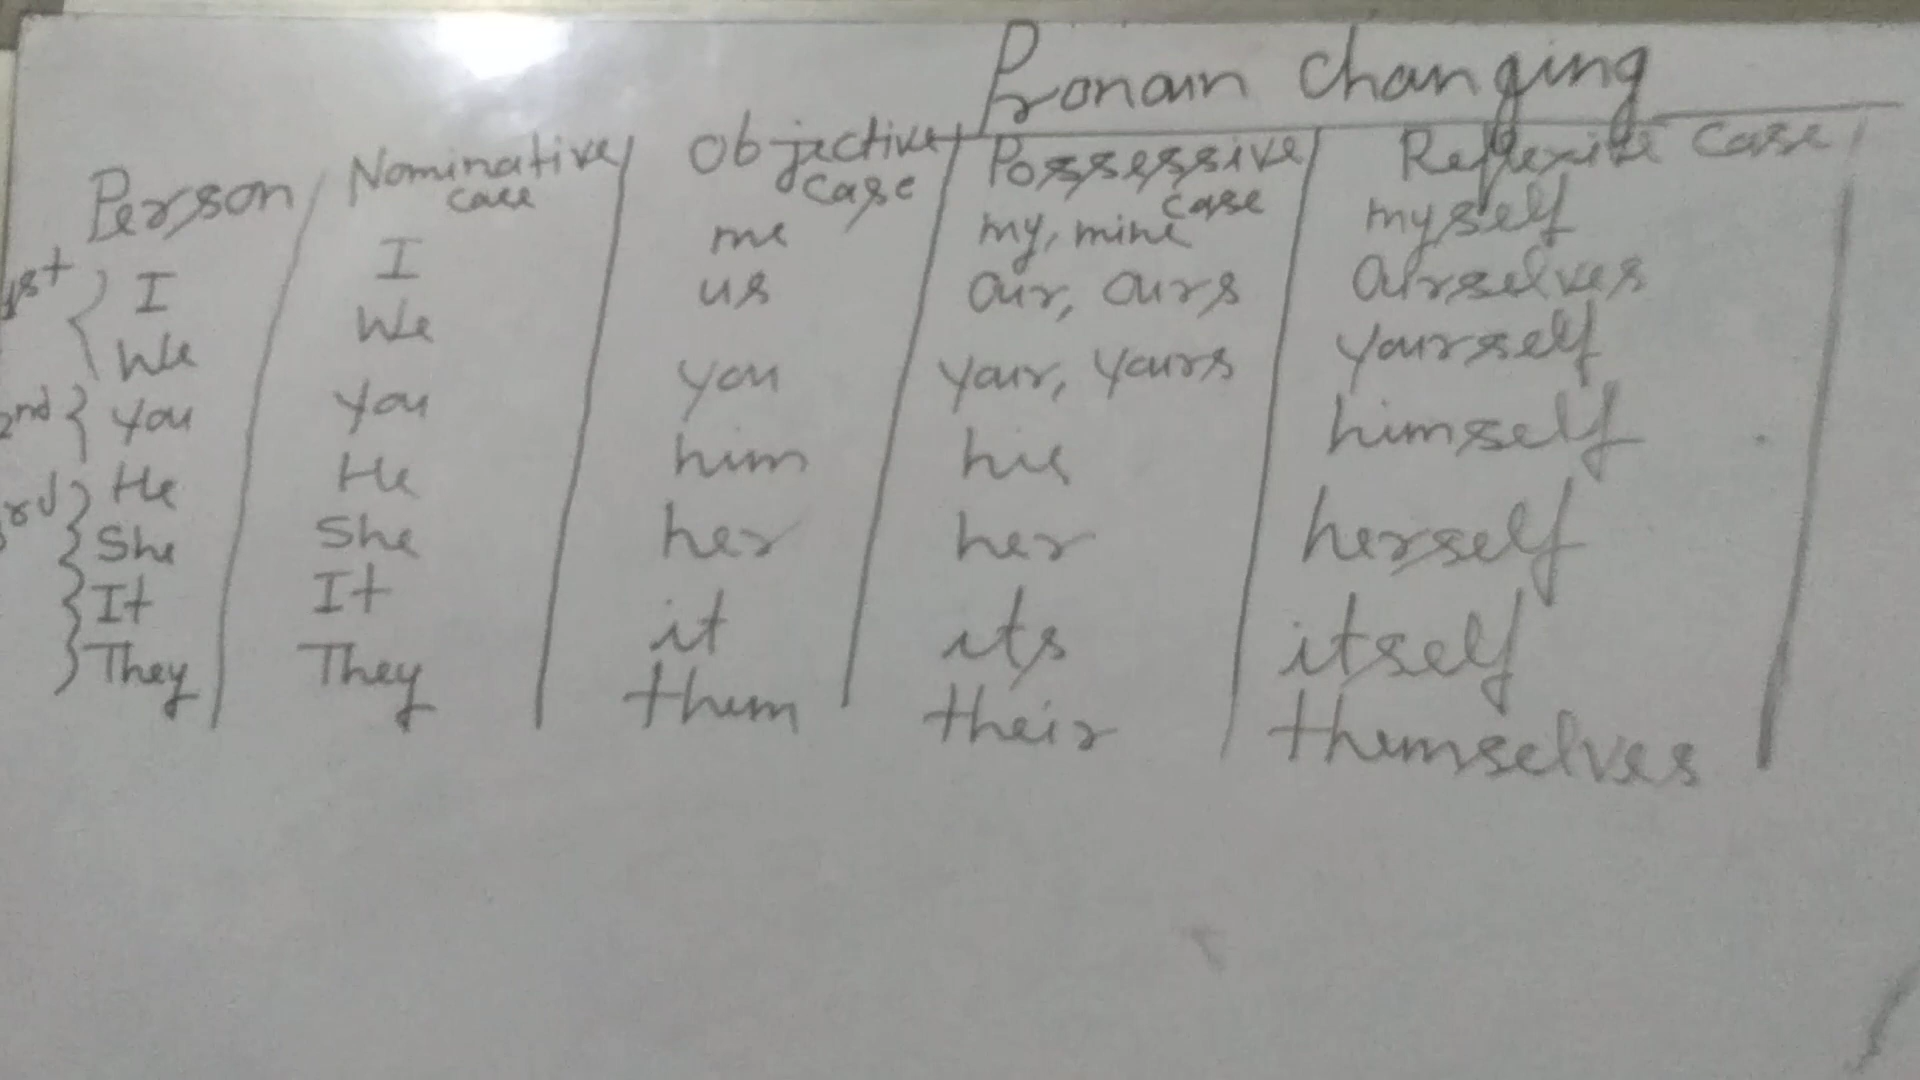 Pronoun changing
Person Nominative case Objective case Possessive case Reflexive case
1st I I me my, mine myself
We We us our, ours ourselves
2nd you you you your, yours yourself
3rd He He him his himself
She She her her herself
It It it its itself
They They them their themselves